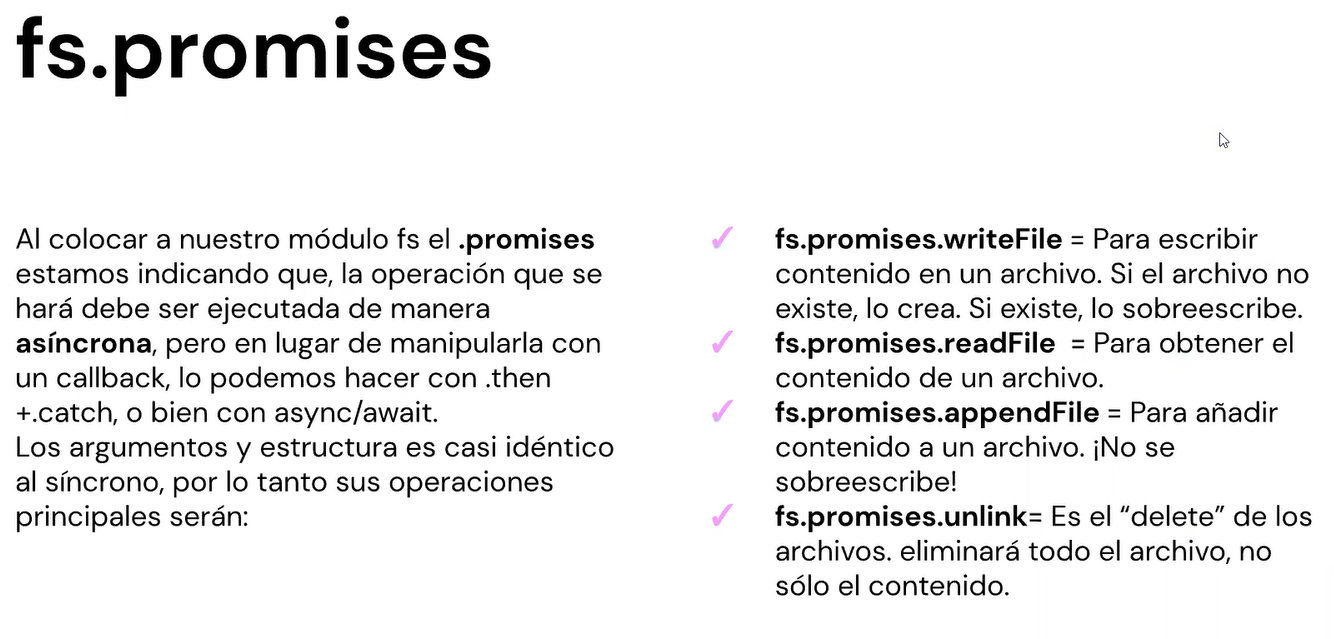 fs.promises
Al colocar a nuestro módulo fs el .promises
estamos indicando que, la operación que se
hará debe ser ejecutada de manera
asíncrona, pero en lugar de manipularla con
un callback, lo podemos hacer con .then
+.catch, o bien con async/await.
Los argumentos y estructura es casi idéntico
al síncrono, por lo tanto sus operaciones
principales serán:
✓ fs.promises.writeFile = Para escribir
contenido en un archivo. Si el archivo no
existe, lo crea. Si existe, lo sobreescribe.
✓ fs.promises.readFile = Para obtener el
contenido de un archivo.
✓ fs.promises.appendFile = Para añadir
contenido a un archivo. ¡No se
sobreescribe!
✓ fs.promises.unlink= Es el “delete” de los
archivos. eliminará todo el archivo, no
sólo el contenido.